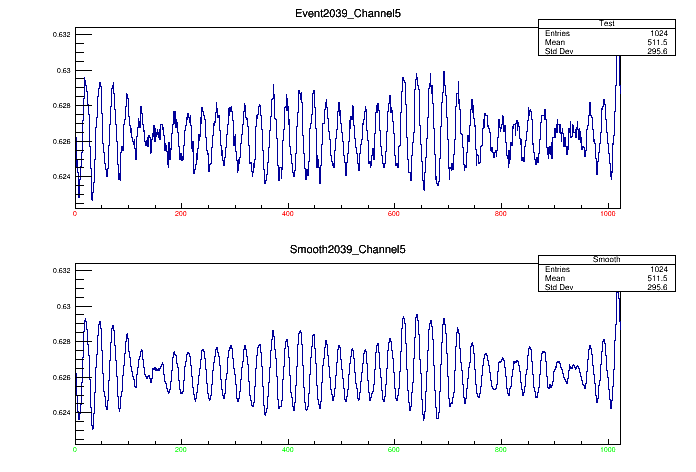 Event2039_Channel5
Test
Entries 1024
Mean 511.5
Std Dev 295.6
0.632
0.63
0.628
0.626
0.624
0 200 400 600 800 1000
Smooth2039_Channel5
Smooth
Entries 1024
Mean 511.5
Std Dev 295.6
0.632
0.63
0.628
0.626
0.624
0 200 400 600 800 1000